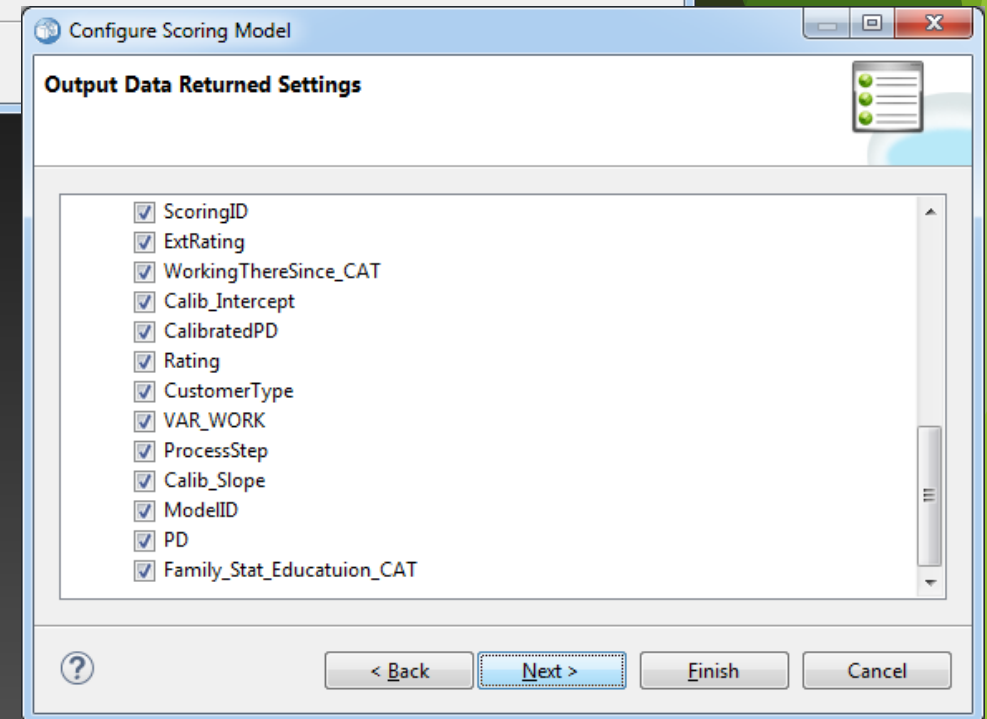 Configure Scoring Model
Output Data Returned Settings
ScoringID
ExtRating
WorkingThereSince_CAT
Calib_Intercept
CalibratedPD
Rating
CustomerType
VAR_WORK
ProcessStep
Calib_Slope
ModelID
PD
Family_Stat_Educatuion_CAT
? < Back Next > Finish Cancel